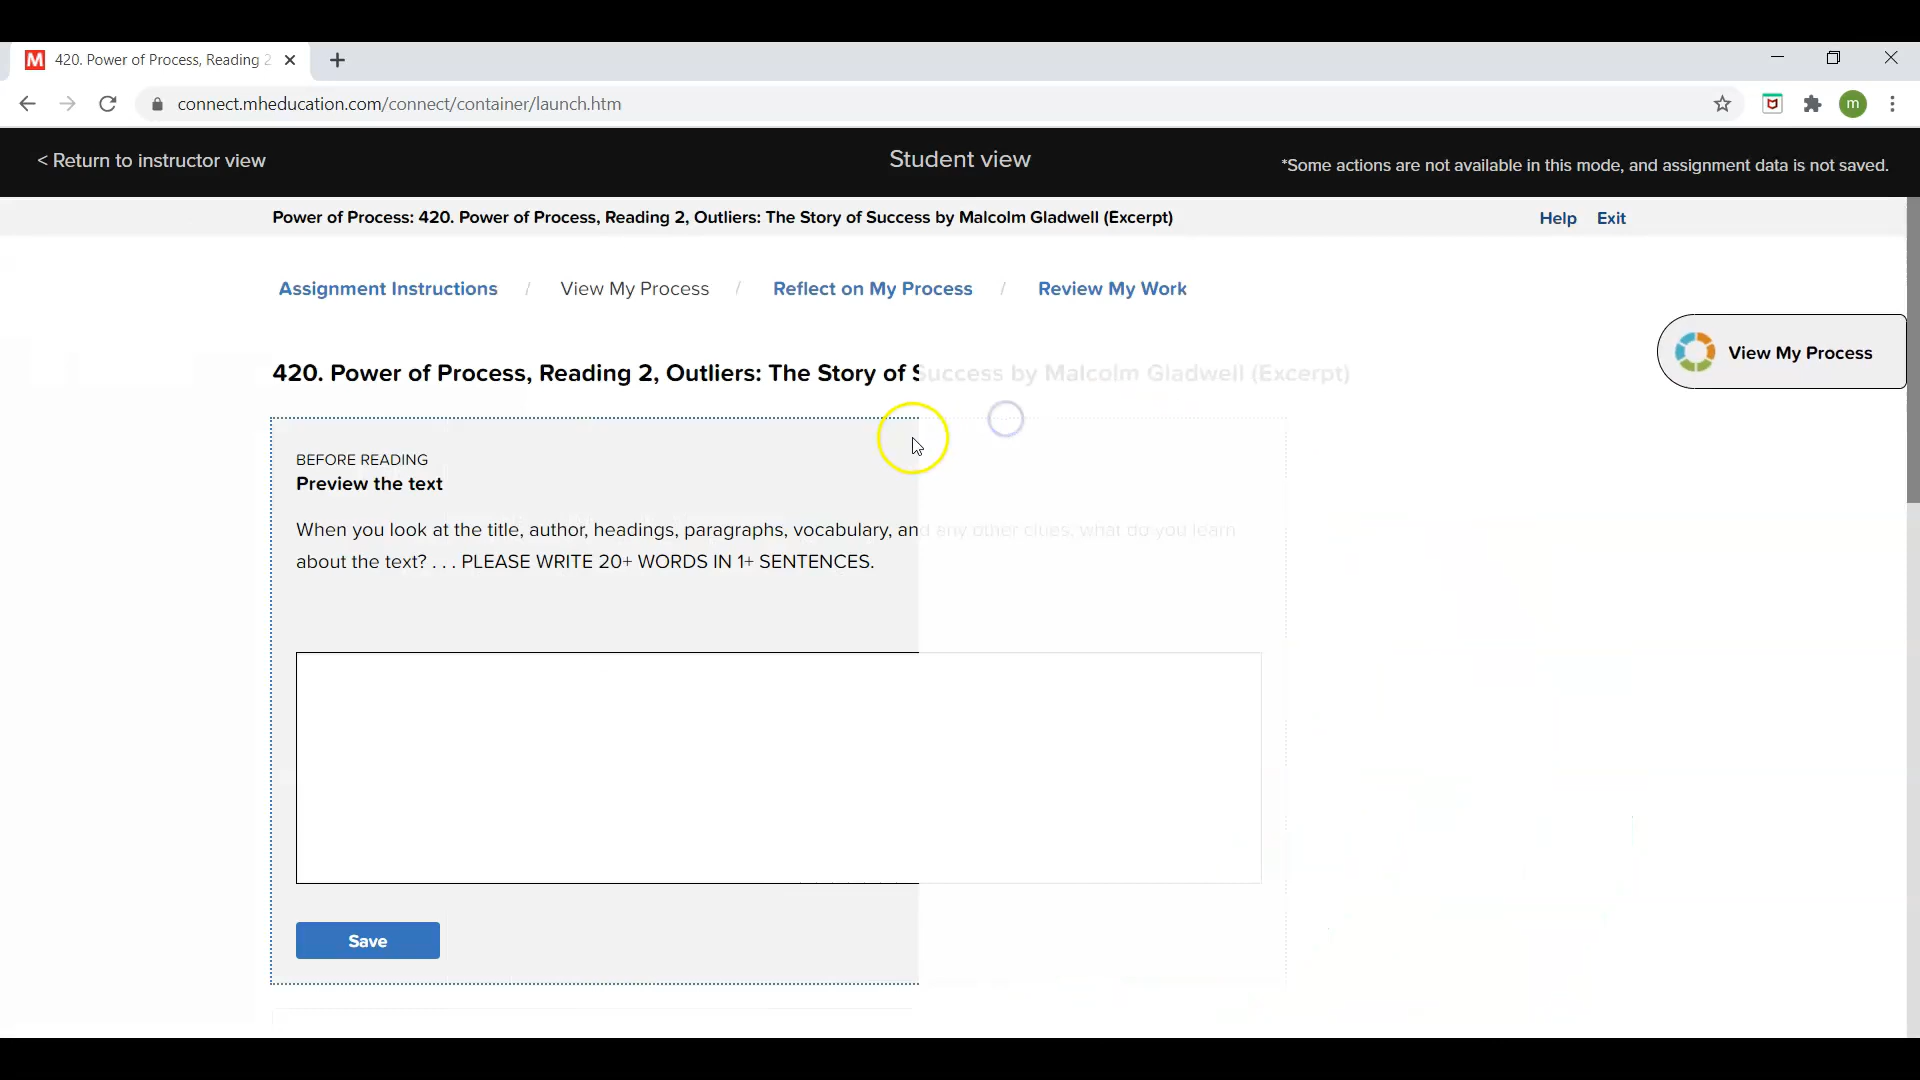 420. Power of Process, Reading 2
connect.mheducation.com/connect/container/launch.htm
m
< Return to instructor view
Student view
*Some actions are not available in this mode, and assignment data is not saved.
Power of Process: 420. Power of Process, Reading 2, Outliers: The Story of Success by Malcolm Gladwell (Excerpt)
Help Exit
Assignment Instructions / View My Process / Reflect on My Process / Review My Work
View My Process
420. Power of Process, Reading 2, Outliers: The Story of Success by Malcolm Gladwell (Excerpt)
BEFORE READING
Preview the text
When you look at the title, author, headings, paragraphs, vocabulary, and any other clues, what do you learn
about the text? . . . PLEASE WRITE 20+ WORDS IN 1+ SENTENCES.
Save